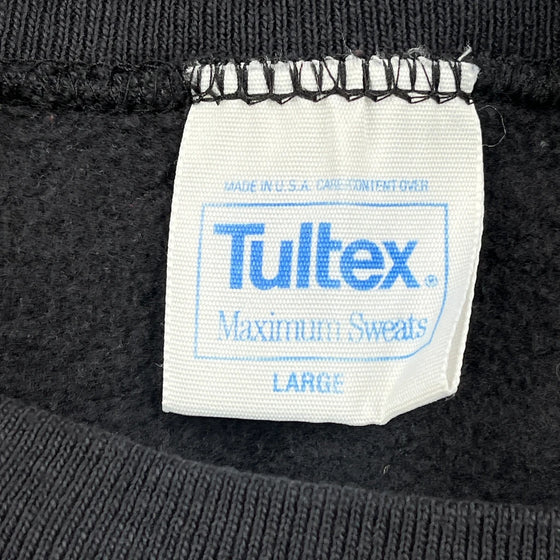 MADE IN U.S.A. CARE-CONTENT OVER
Tultex®
Maximum Sweats
LARGE